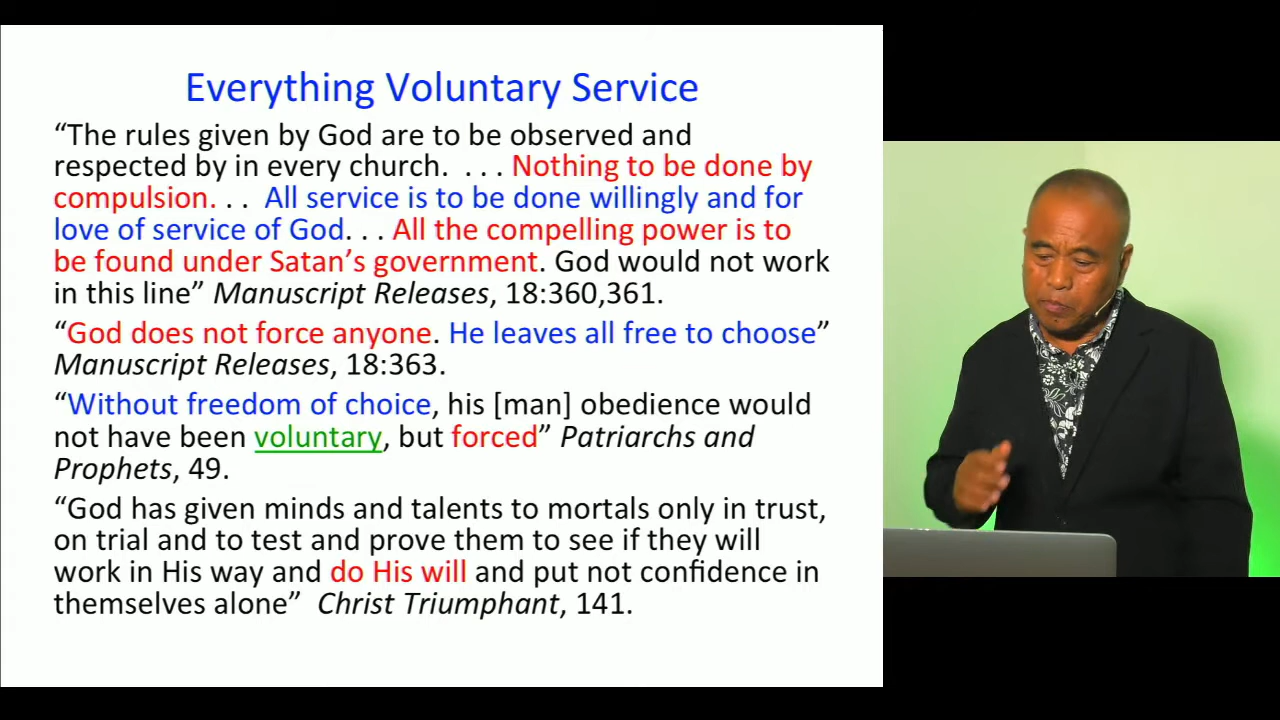 Everything Voluntary Service
“The rules given by God are to be observed and
respected by in every church.  . . . Nothing to be done by
compulsion. . .  All service is to be done willingly and for
love of service of God. . . All the compelling power is to
be found under Satan’s government. God would not work
in this line” Manuscript Releases, 18:360,361.
“God does not force anyone. He leaves all free to choose”
Manuscript Releases, 18:363.
“Without freedom of choice, his [man] obedience would
not have been voluntary, but forced” Patriarchs and
Prophets, 49.
“God has given minds and talents to mortals only in trust,
on trial and to test and prove them to see if they will
work in His way and do His will and put not confidence in
themselves alone”  Christ Triumphant, 141.